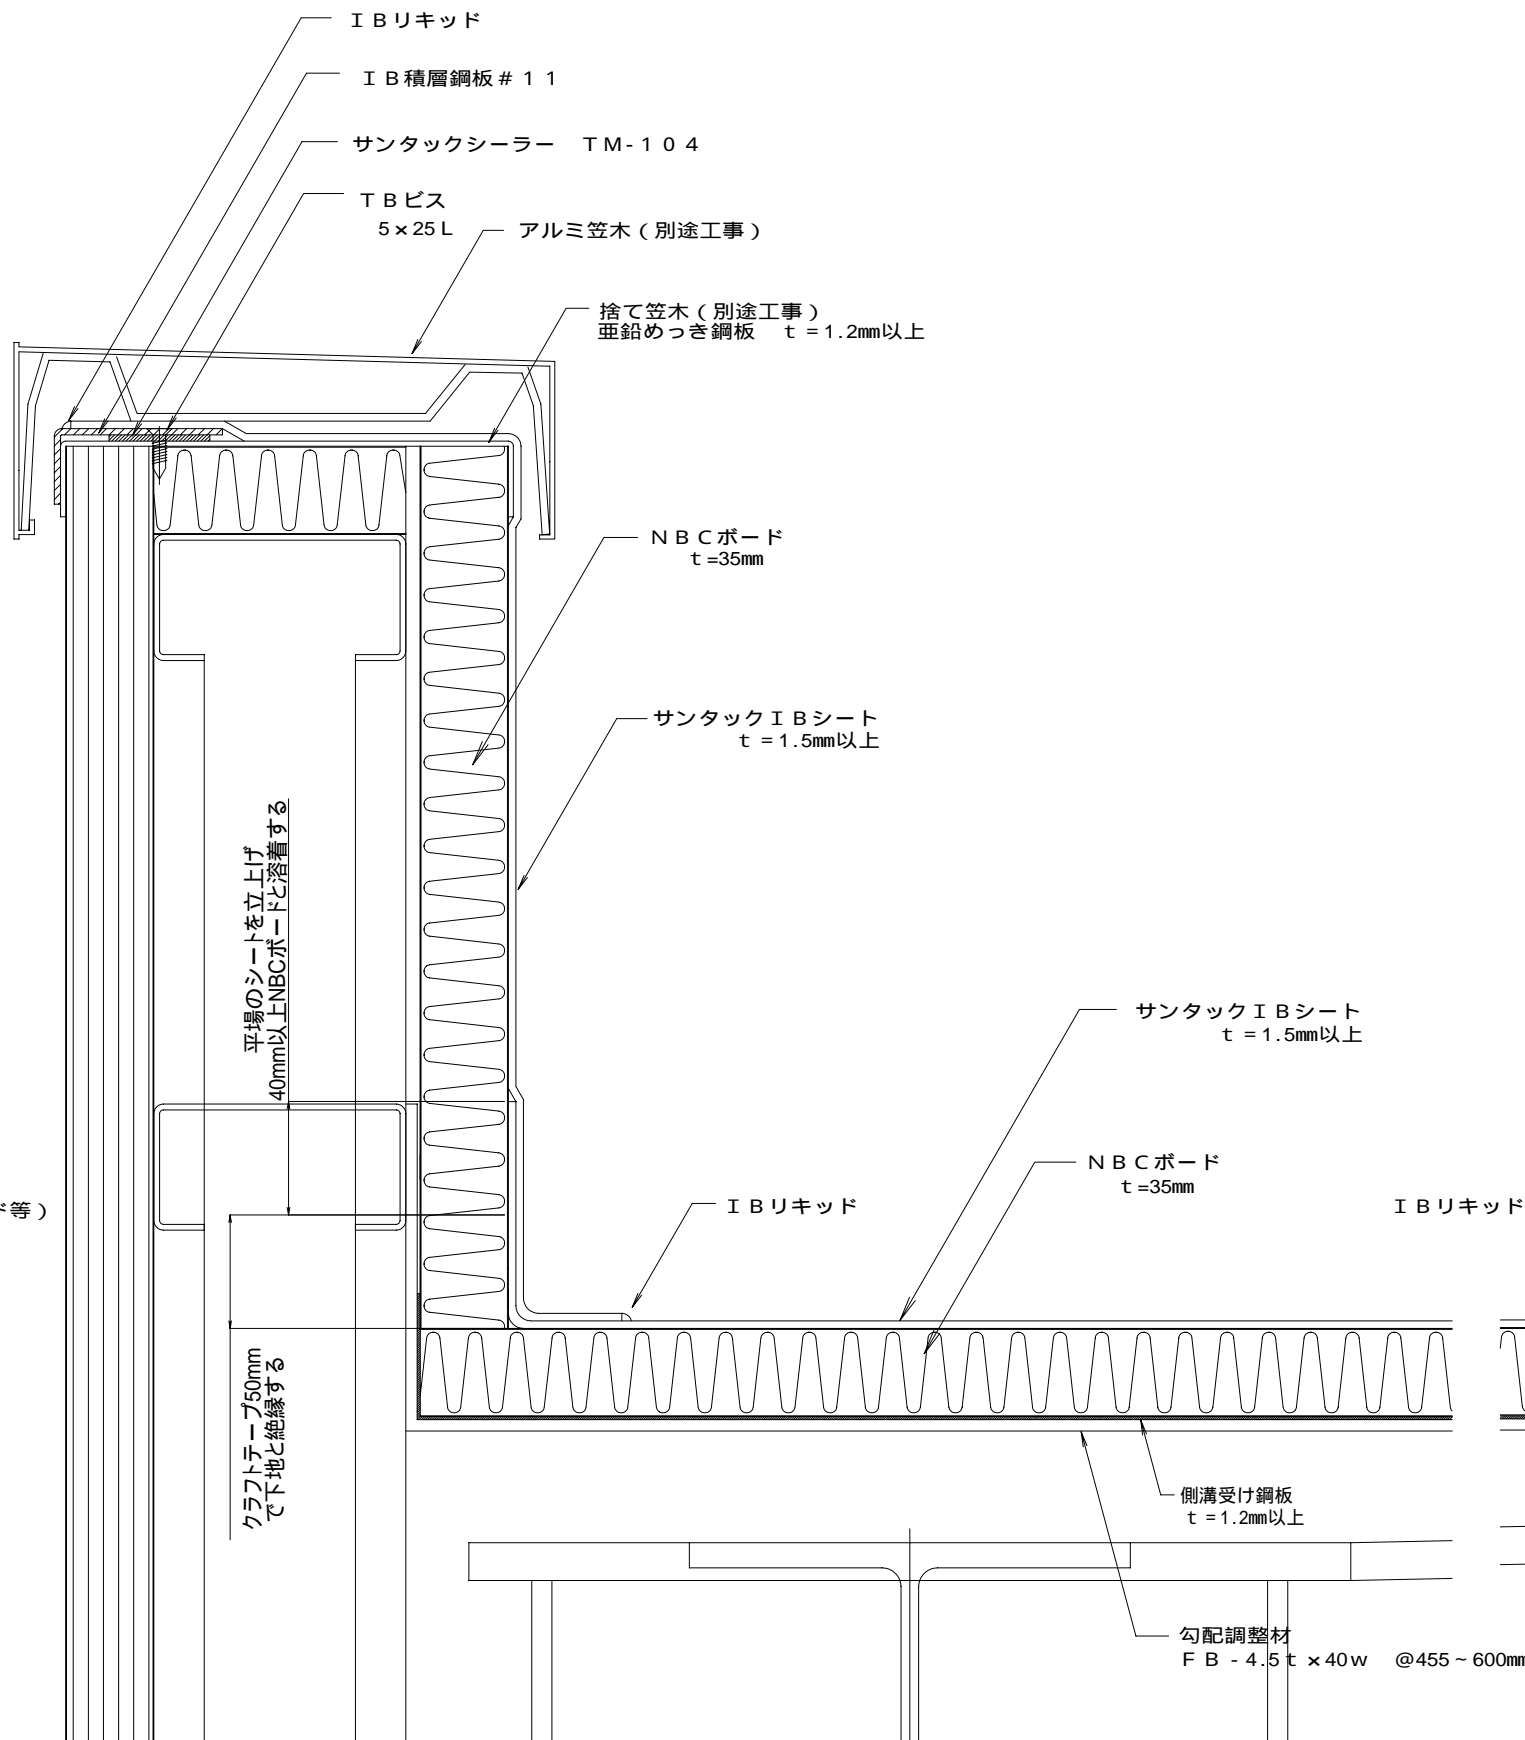 ＩＢリキッド
ＩＢ積層鋼板＃１１
サンタックシーラー　ＴＭ-１０４
ＴＢビス
５×25Ｌ
アルミ笠木（別途工事）
捨て笠木（別途工事）
亜鉛めっき鋼板　ｔ＝1.2mm以上
ＮＢＣボード
ｔ=35mm
サンタックＩＢシート
ｔ＝1.5mm以上
平場のシートを立上げ
40mm以上NBCボードと溶着する
サンタックＩＢシート
ｔ＝1.5mm以上
ＮＢＣボード
ｔ=35mm
ＩＢリキッド
ＩＢリキッド
等）
クラフトテープ50mm
で下地と絶縁する
側溝受け鋼板
ｔ＝1.2mm以上
勾配調整材
ＦＢ-4.5ｔ×40ｗ　@455～600mm